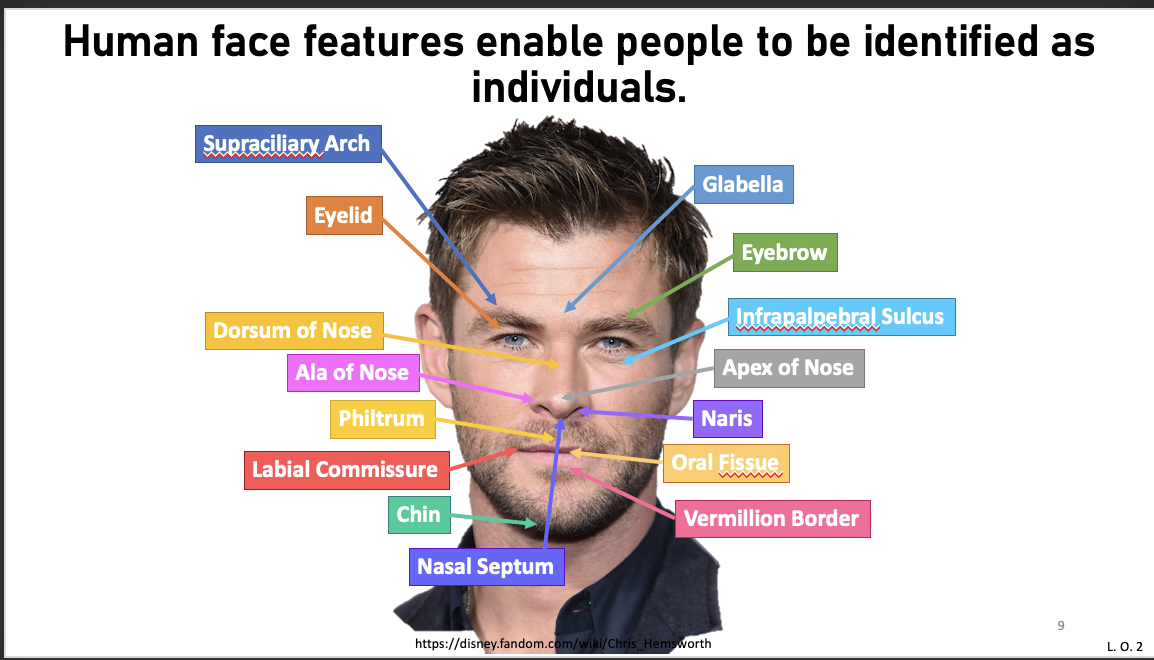 Human face features enable people to be identified as
individuals.
Supraciliary Arch
Glabella
Eyelid
Eyebrow
Infrapalpebral Sulcus
Dorsum of Nose
Apex of Nose
Ala of Nose
Philtrum
Naris
Labial Commissure
Oral Fissue
Chin
Vermillion Border
Nasal Septum
9
https://disney.fandom.com/wiki/Chris_Hemsworth
L. O. 2